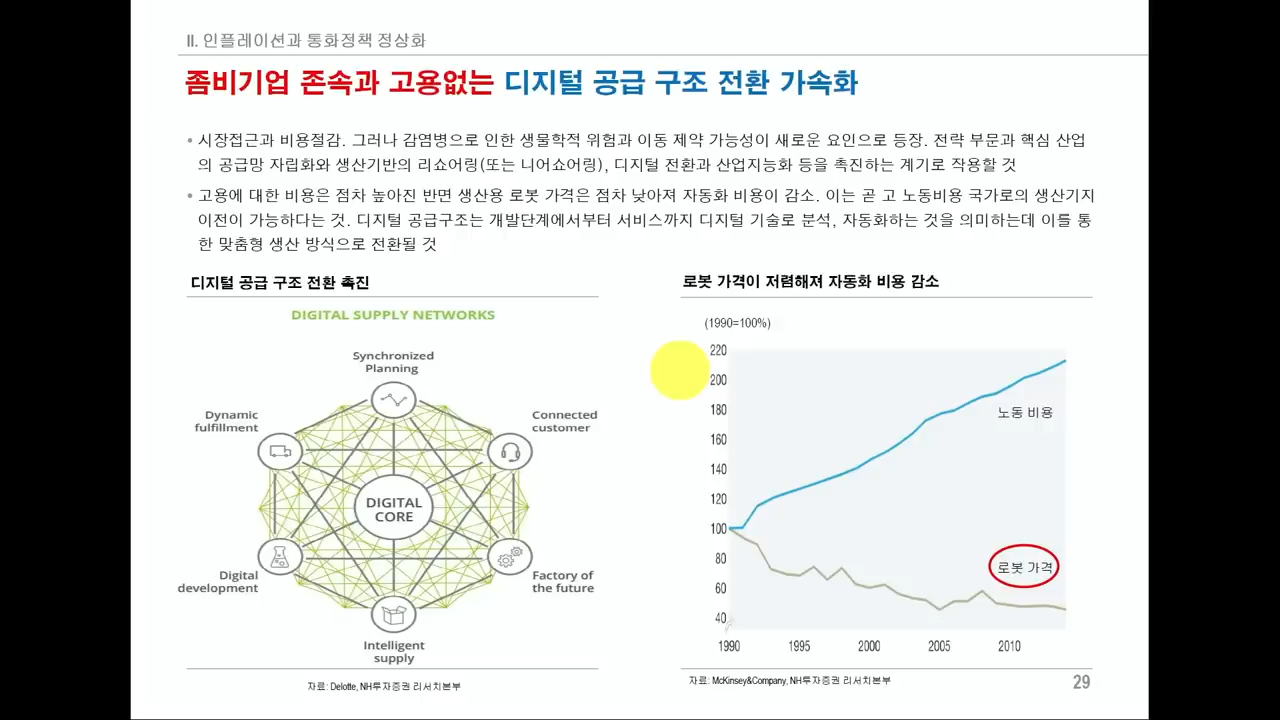 II. 인플레이션과 통화정책 정상화
좀비기업 존속과 고용없는 디지털 공급 구조 전환 가속화
• 시장접근과 비용절감. 그러나 감염병으로 인한 생물학적 위험과 이동 제약 가능성이 새로운 요인으로 등장. 전략 부문과 핵심 산업
의 공급망 자립화와 생산기반의 리쇼어링(또는 니어쇼어링), 디지털 전환과 산업지능화 등을 촉진하는 계기로 작용할 것
• 고용에 대한 비용은 점차 높아진 반면 생산용 로봇 가격은 점차 낮아져 자동화 비용이 감소. 이는 곧 고 노동비용 국가로의 생산기지
이전이 가능하다는 것. 디지털 공급구조는 개발단계에서부터 서비스까지 디지털 기술로 분석, 자동화하는 것을 의미하는데 이를 통
한 맞춤형 생산 방식으로 전환될 것
디지털 공급 구조 전환 촉진
DIGITAL SUPPLY NETWORKS
Synchronized
Planning
Dynamic
fulfillment
Connected
customer
DIGITAL
CORE
Digital
development
Factory of
the future
Intelligent
supply
자료: Delotte, NH투자증권 리서치본부
로봇 가격이 저렴해져 자동화 비용 감소
(1990=100%)
220
200
180
160
140
120
100
80
60
40
노동 비용
로봇 가격
1990 1995 2000 2005 2010
자료: McKinsey&Company, NH투자증권 리서치본부
29